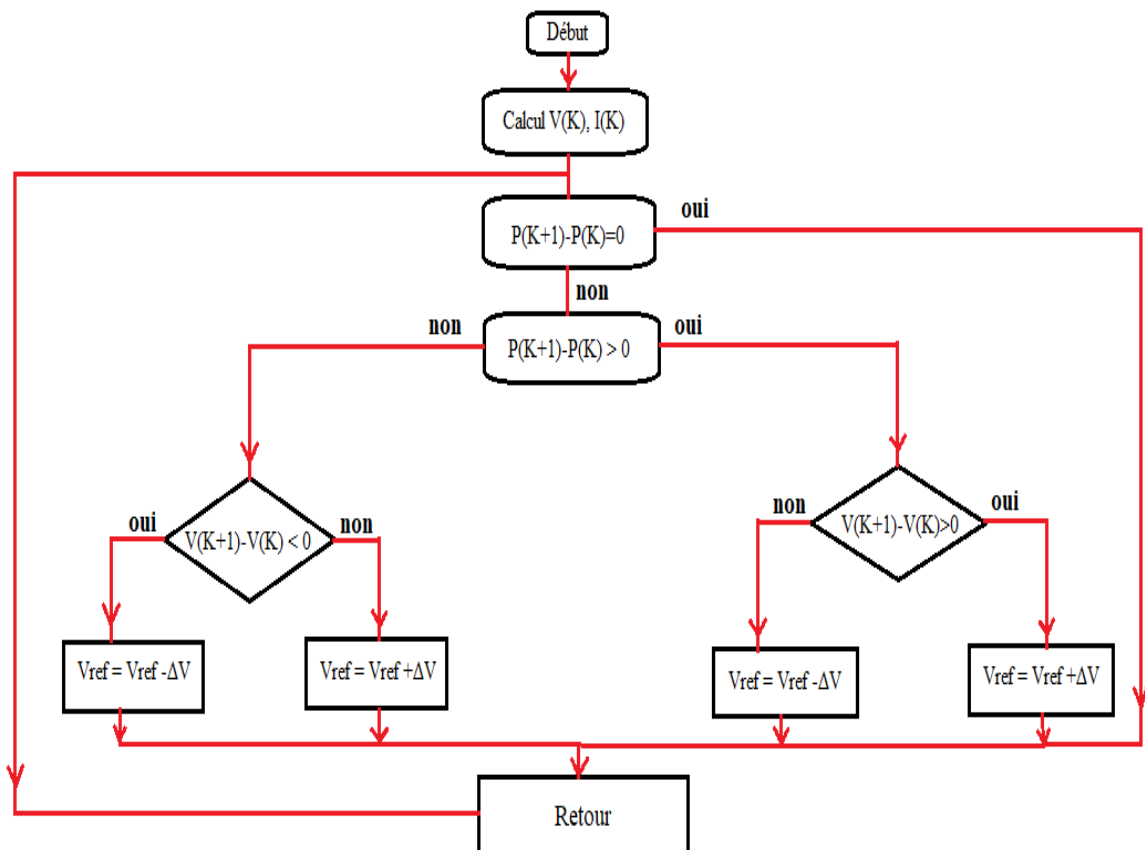 Début
Calcul V(K), I(K)
oui
P(K+1)-P(K)=0
non
non
oui
P(K+1)-P(K) > 0
oui
non
V(K+1)-V(K) < 0
non
oui
V(K+1)-V(K)>0
Vref = Vref -ΔV
Vref = Vref +ΔV
Vref = Vref -ΔV
Vref = Vref +ΔV
Retour